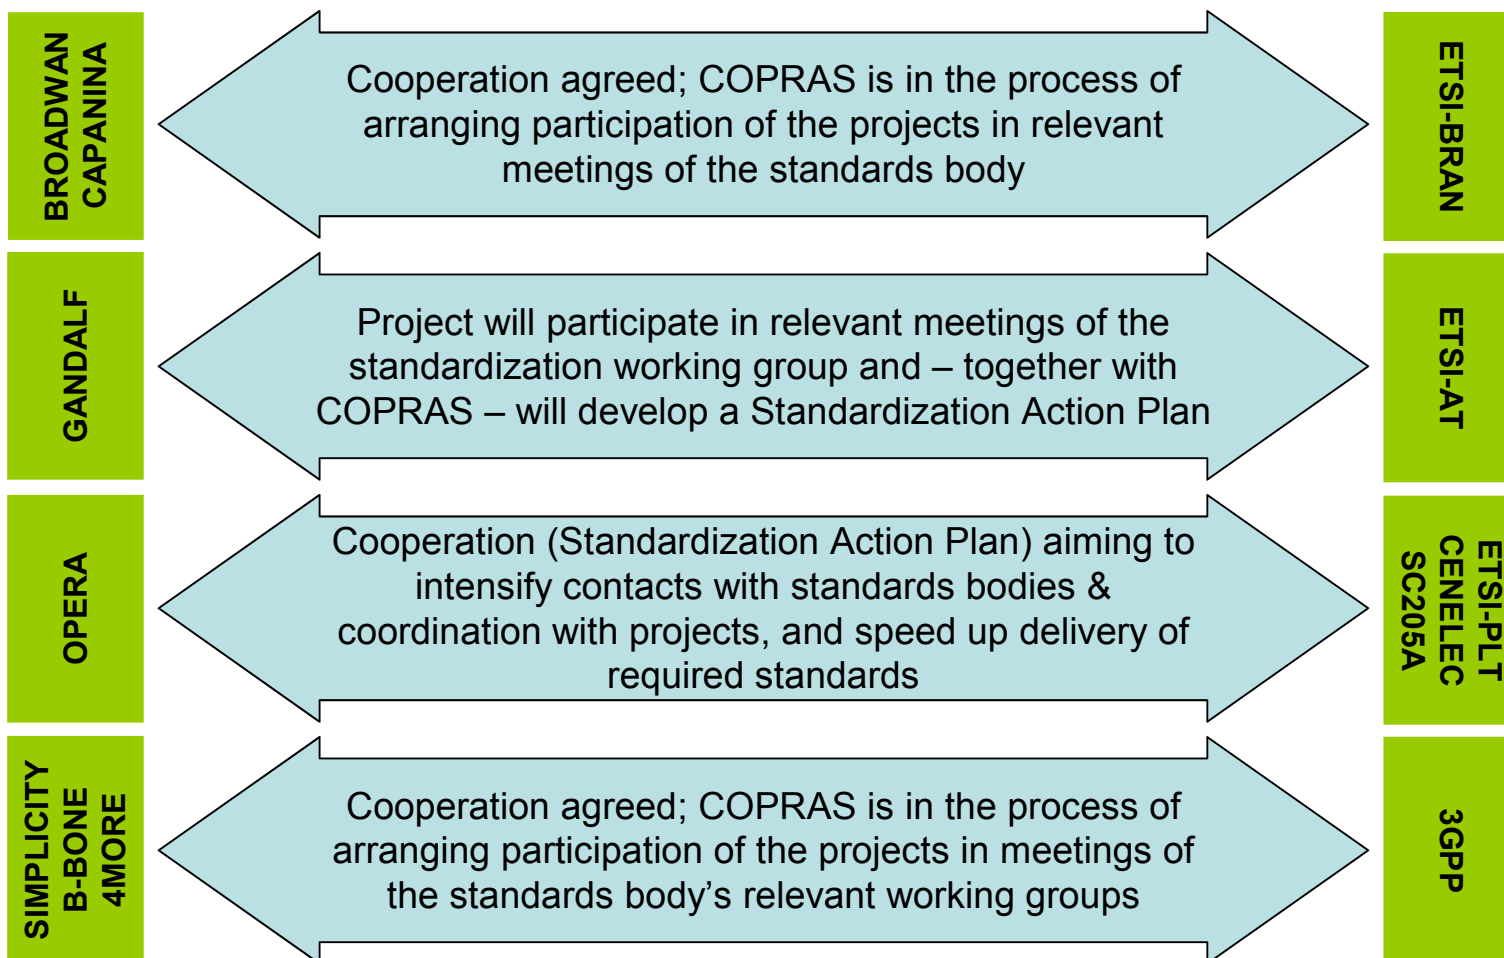 BROADWAN
CAPANINA
Cooperation agreed; COPRAS is in the process of
arranging participation of the projects in relevant
meetings of the standards body
ETSI-BRAN
GANDALF
Project will participate in relevant meetings of the
standardization working group and – together with
COPRAS – will develop a Standardization Action Plan
ETSI-AT
OPERA
Cooperation (Standardization Action Plan) aiming to
intensify contacts with standards bodies &
coordination with projects, and speed up delivery of
required standards
ETSI-PLT
CENELEC
SC205A
SIMPLICITY
B-BONE
4MORE
Cooperation agreed; COPRAS is in the process of
arranging participation of the projects in meetings of
the standards body’s relevant working groups
3GPP